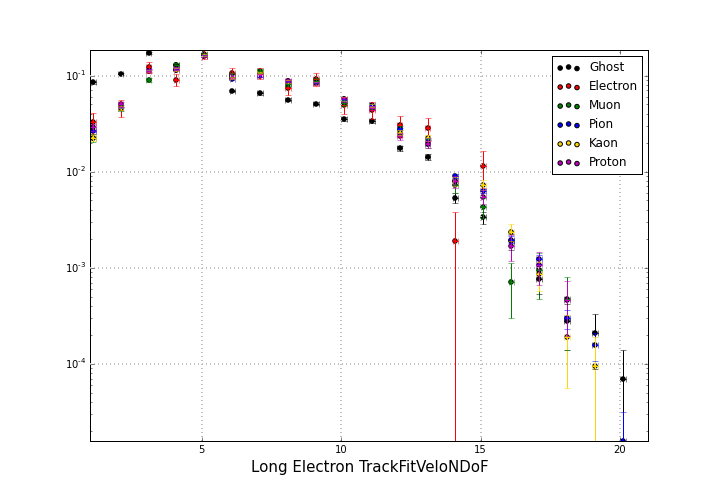 10⁻¹
10⁻²
10⁻³
10⁻⁴
5
10
15
20
Long Electron TrackFitVeloNDoF
Ghost
Electron
Muon
Pion
Kaon
Proton